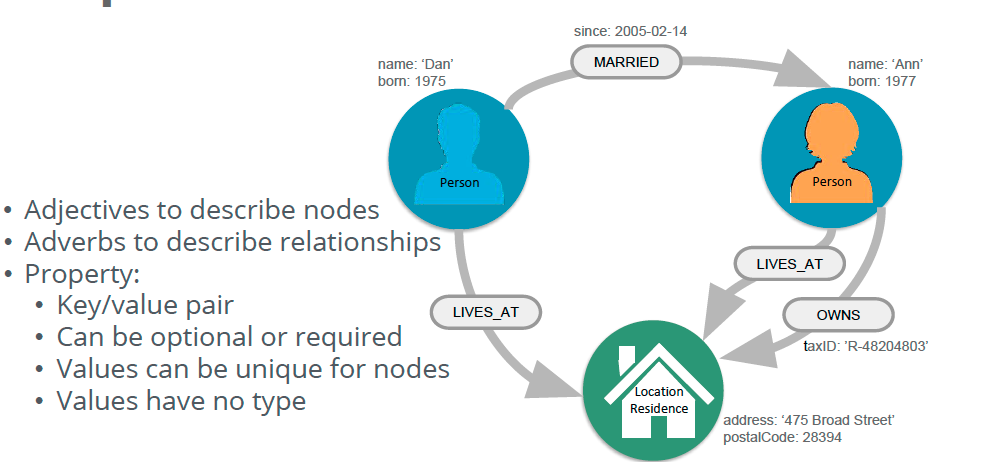 since: 2005-02-14
MARRIED
name: ‘Dan’
born: 1975
name: ‘Ann’
born: 1977
Person
Person
• Adjectives to describe nodes
• Adverbs to describe relationships
• Property:
• Key/value pair
• Can be optional or required
• Values can be unique for nodes
• Values have no type
LIVES_AT
LIVES_AT
OWNS
taxID: 'R-48204803’
Location
Residence
address: ‘475 Broad Street’
postalCode: 28394